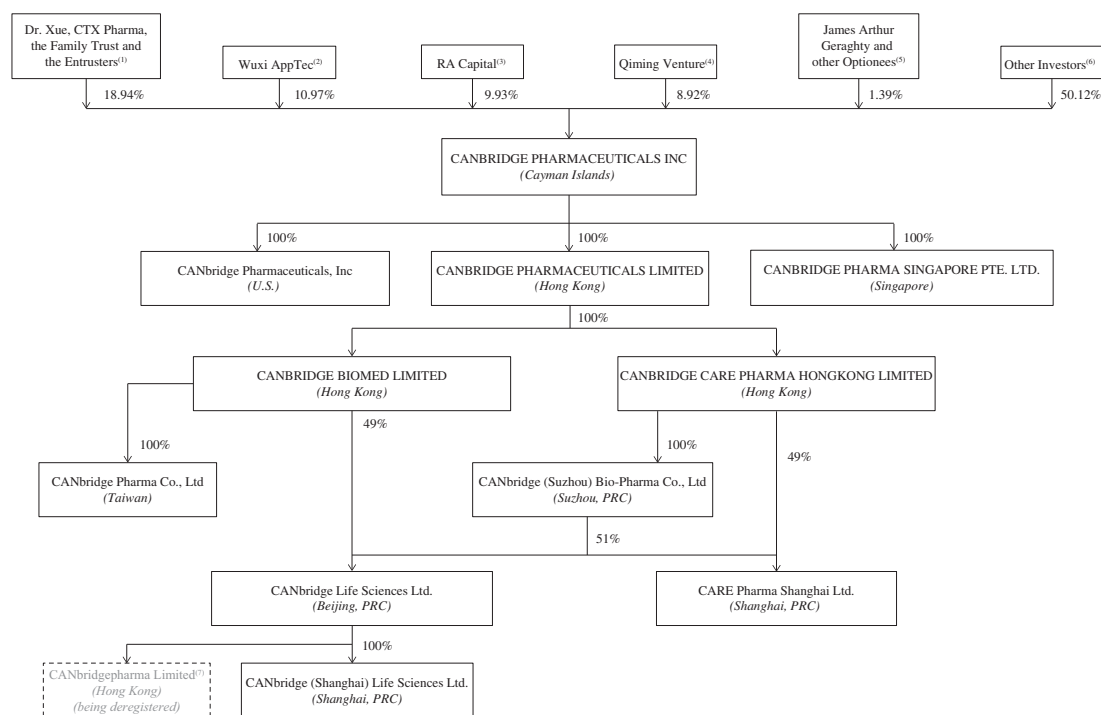 Dr. Xue, CTX Pharma,
the Family Trust and
the Entrusters(1)
Wuxi AppTec(2)
RA Capital(3)
Qiming Venture(4)
James Arthur
Geraghty and
other Optionees(5)
Other Investors(6)
18.94%
10.97%
9.93%
8.92%
1.39%
50.12%
CANBRIDGE PHARMACEUTICALS INC
(Cayman Islands)
100%
100%
100%
CANbridge Pharmaceuticals, Inc
(U.S.)
CANBRIDGE PHARMACEUTICALS LIMITED
(Hong Kong)
CANBRIDGE PHARMA SINGAPORE PTE. LTD.
(Singapore)
100%
CANBRIDGE BIOMED LIMITED
(Hong Kong)
CANBRIDGE CARE PHARMA HONGKONG LIMITED
(Hong Kong)
49%
100%
100%
49%
CANbridge Pharma Co., Ltd
(Taiwan)
CANbridge (Suzhou) Bio-Pharma Co., Ltd
(Suzhou, PRC)
51%
CANbridge Life Sciences Ltd.
(Beijing, PRC)
CARE Pharma Shanghai Ltd.
(Shanghai, PRC)
100%
CANbridgepharma Limited(7)
(Hong Kong)
(being deregistered)
CANbridge (Shanghai) Life Sciences Ltd.
(Shanghai, PRC)